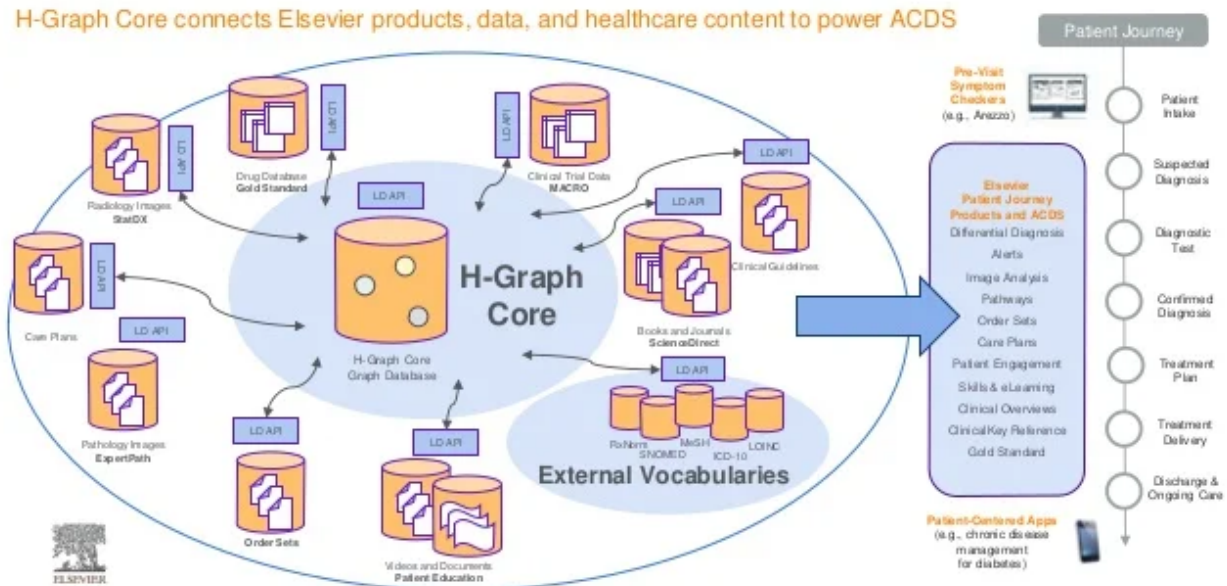 H-Graph Core connects Elsevier products, data, and healthcare content to power ACDS
Patient Journey
Pre-Visit
Symptom
Checkers
(e.g., Arezzo)
Patient
Intake
Suspected
Diagnosis
Diagnostic
Test
Confirmed
Diagnosis
Treatment
Plan
Treatment
Delivery
Discharge &
Ongoing Care
LD API
Radiology Images
StatDX
LD API
Drug Database
Gold Standard
LD API
Clinical Trial Data
MACRO
LD API
Clinical Guidelines
LD API
Books and Journals
ScienceDirect
LD API
Care Plans
LD API
Pathology Images
ExpertPath
LD API
H-Graph Core
Graph Database
H-Graph
Core
LD API
Order Sets
LD API
Videos and Documents
Patient Education
LD API
RxNorm
SNOMED
MeSH
ICD-10
LOINC
External Vocabularies
Elsevier
Patient Journey
Products and ACDS
Differential Diagnosis
Alerts
Image Analysis
Pathways
Order Sets
Care Plans
Patient Engagement
Skills & eLearning
Clinical Overviews
ClinicalKey Reference
Gold Standard
Patient-Centered Apps
(e.g., chronic disease
management
for diabetes)
ELSEVIER